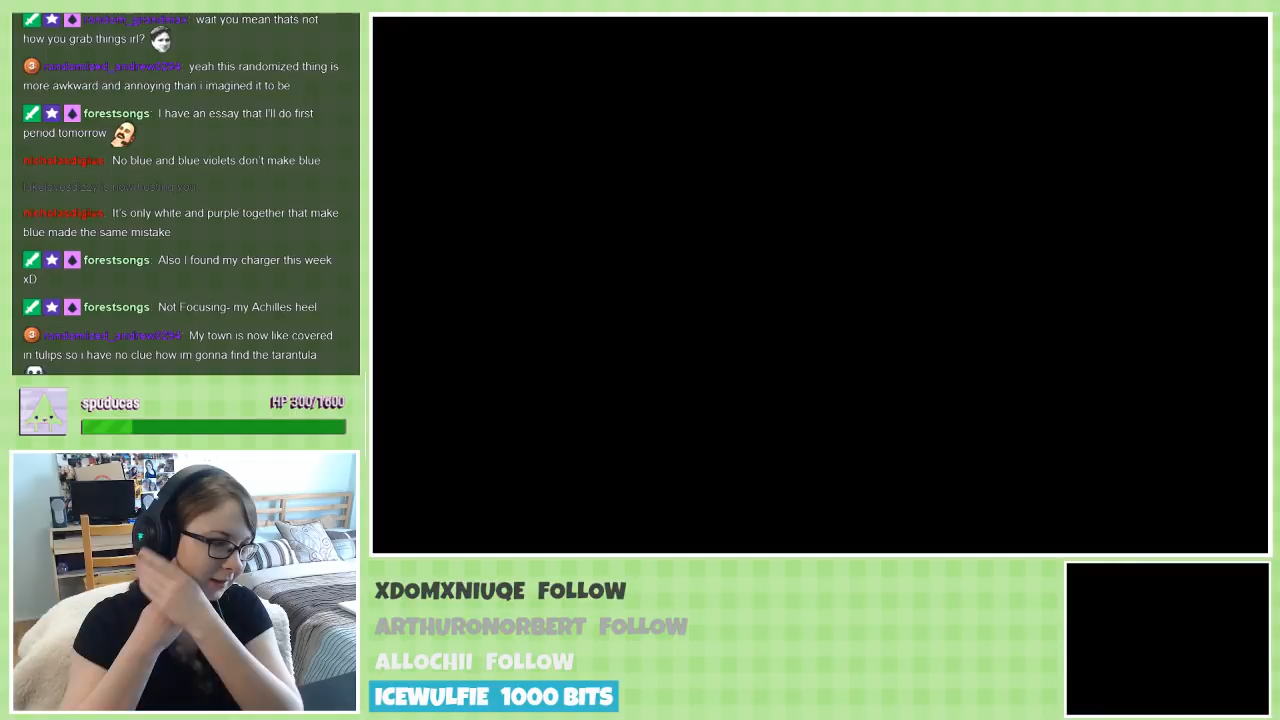 wait you mean thats not
how you grab things irl?
yeah this randomized thing is
more awkward and annoying than i imagined it to be
forestsongs: I have an essay that I'll do first
period tomorrow
No blue and blue violets don't make blue
is now hosting you
It's only white and purple together that make
blue made the same mistake
forestsongs: Also I found my charger this week
xD
forestsongs: Not Focusing- my Achilles heel
My town is now like covered
in tulips so i have no clue how im gonna find the tarantula
spuducas HP 300/1600
XDOMXNIUQE FOLLOW
ARTHURONORBERT FOLLOW
ALLOCHII FOLLOW
ICEWULFIE 1000 BITS